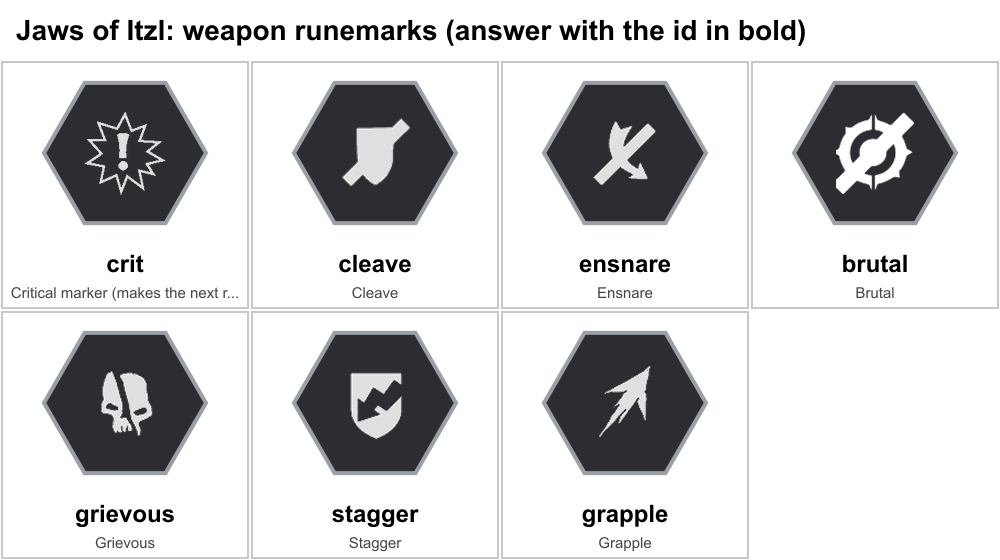 Jaws of Itzl: weapon runemarks (answer with the id in bold)
crit
Critical marker (makes the next r...
cleave
Cleave
ensnare
Ensnare
brutal
Brutal
grievous
Grievous
stagger
Stagger
grapple
Grapple